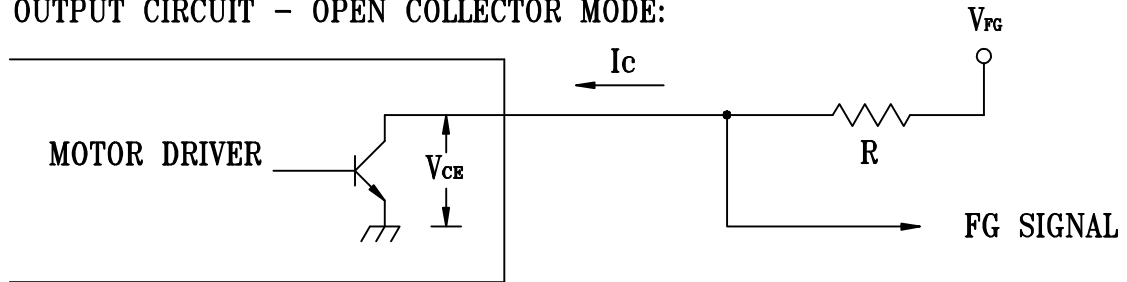 OUTPUT CIRCUIT – OPEN COLLECTOR MODE:
VFG
Ic
MOTOR DRIVER
VCE
R
FG SIGNAL